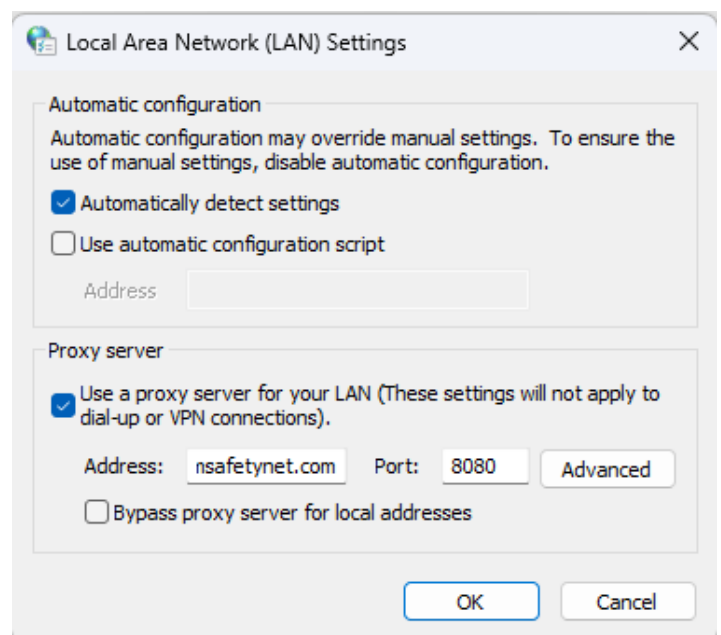 Local Area Network (LAN) Settings
Automatic configuration
Automatic configuration may override manual settings. To ensure the
use of manual settings, disable automatic configuration.
Automatically detect settings
Use automatic configuration script
Address
Proxy server
Use a proxy server for your LAN (These settings will not apply to
dial-up or VPN connections).
Address: nsafetynet.com Port: 8080 Advanced
Bypass proxy server for local addresses
OK Cancel